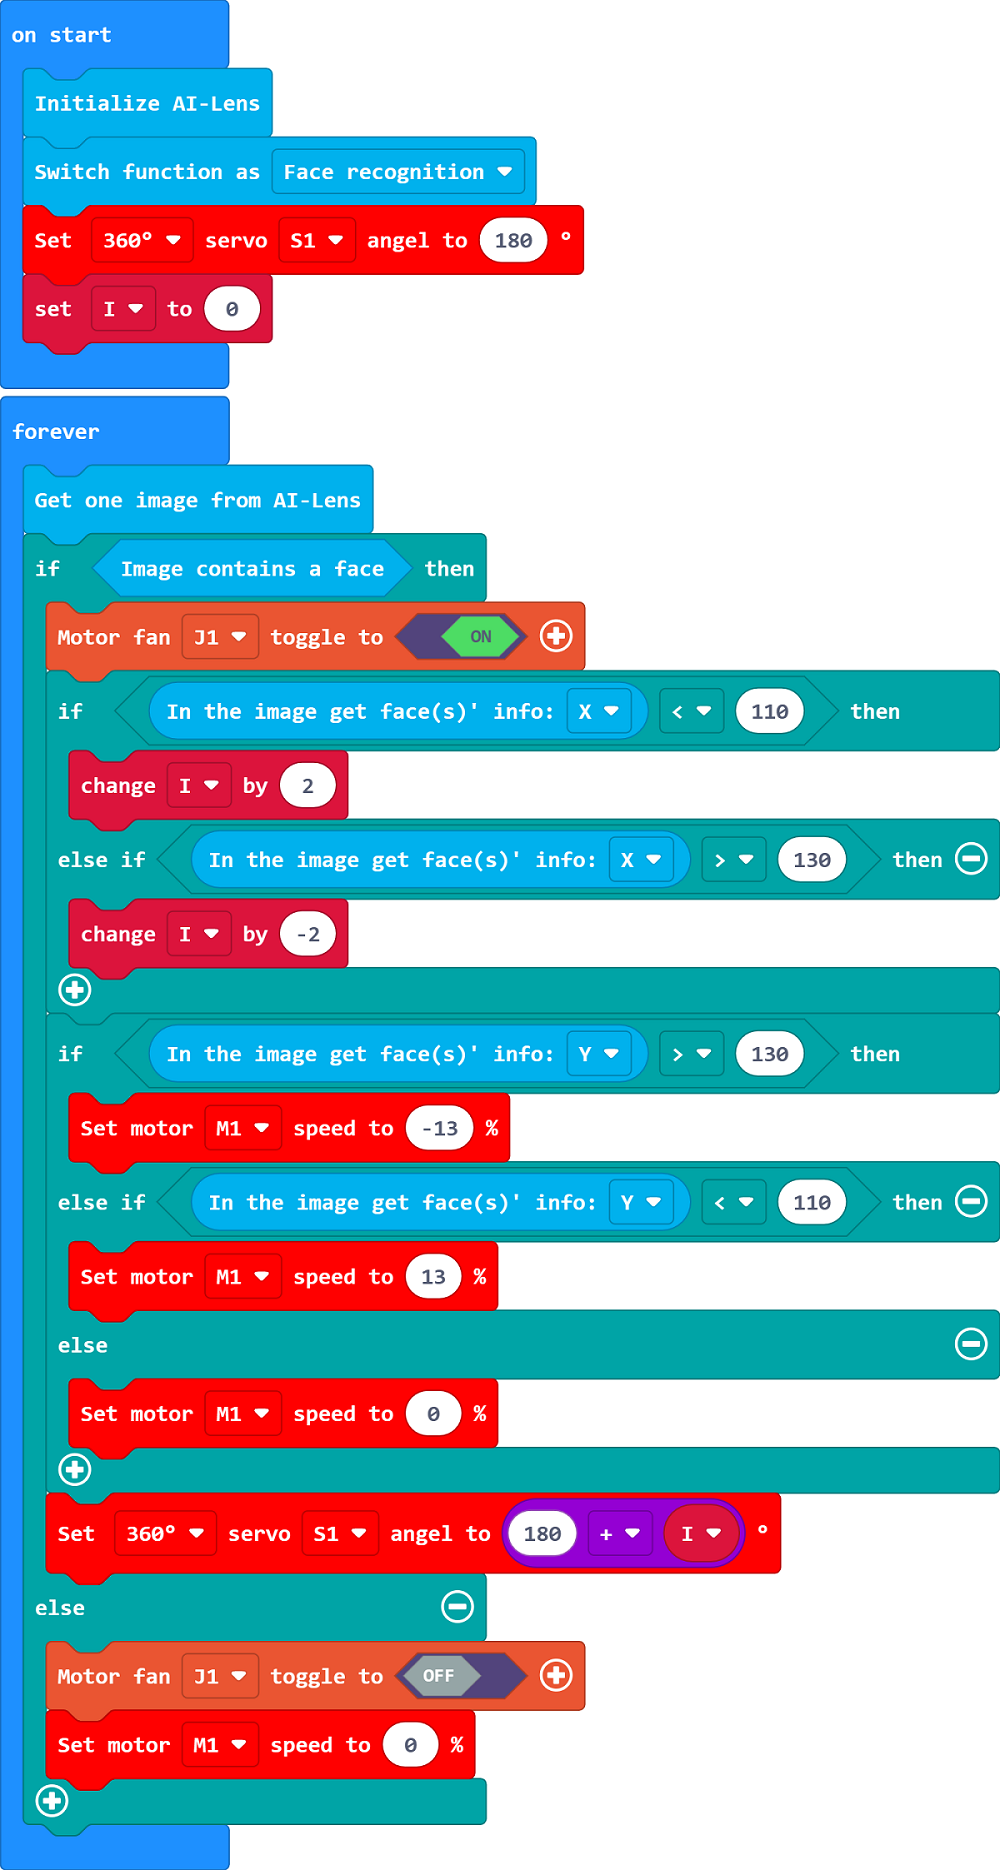 on start
Initialize AI-Lens
Switch function as Face recognition
Set 360° servo S1 angel to 180 °
set I to 0
forever
Get one image from AI-Lens
if Image contains a face then
Motor fan J1 toggle to ON
if In the image get face(s)' info: X < 110 then
change I by 2
else if In the image get face(s)' info: X > 130 then
change I by -2
if In the image get face(s)' info: Y > 130 then
Set motor M1 speed to -13 %
else if In the image get face(s)' info: Y < 110 then
Set motor M1 speed to 13 %
else
Set motor M1 speed to 0 %
Set 360° servo S1 angel to 180 + I °
else
Motor fan J1 toggle to OFF
Set motor M1 speed to 0 %